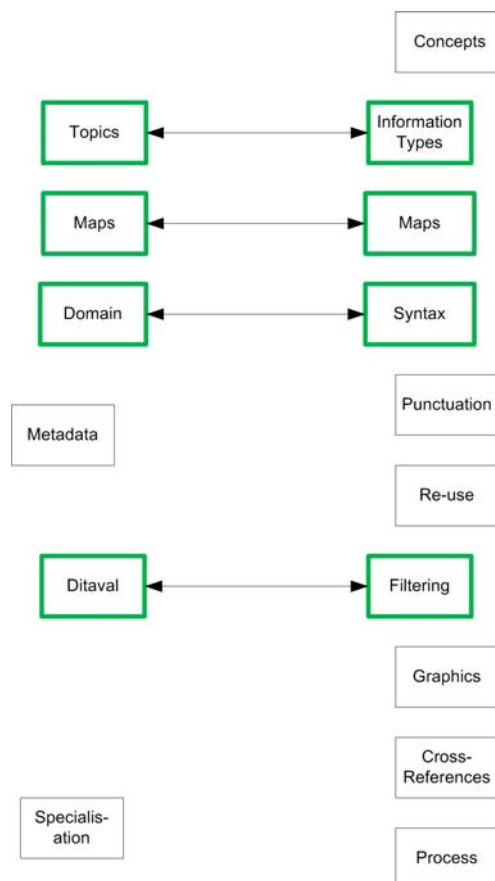 Concepts
Topics
Information
Types
Maps
Maps
Domain
Syntax
Punctuation
Metadata
Re-use
Ditaval
Filtering
Graphics
Cross-
References
Specialis-
ation
Process